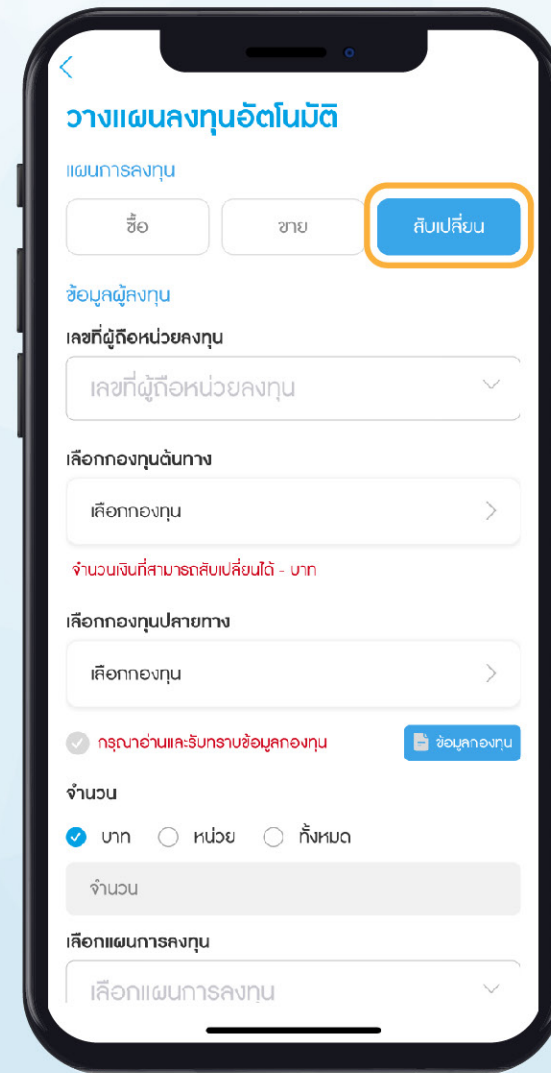 วางแผนลงทุนอัตโนมัติ
แผนการลงทุน
ซื้อ ขาย สับเปลี่ยน
ข้อมูลผู้ลงทุน
เลขที่ผู้ถือหน่วยลงทุน
เลขที่ผู้ถือหน่วยลงทุน
เลือกกองทุนต้นทาง
เลือกกองทุน
จำนวนเงินที่สามารถสับเปลี่ยนได้ - บาท
เลือกกองทุนปลายทาง
เลือกกองทุน
กรุณาอ่านและรับทราบข้อมูลกองทุน ข้อมูลกองทุน
จำนวน
บาท หน่วย ทั้งหมด
จำนวน
เลือกแผนการลงทุน
เลือกแผนการลงทุน